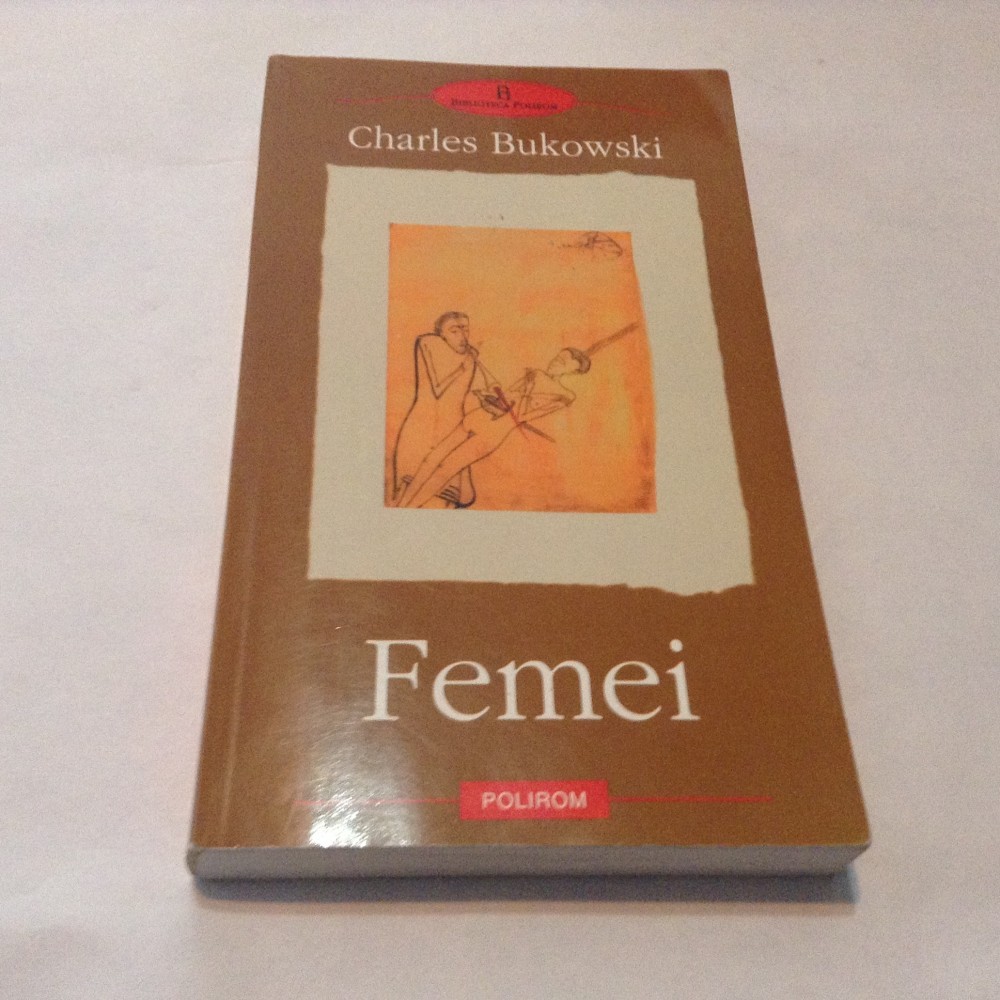 B
BIBLIOTECA POLIROM
Charles Bukowski
Femei
POLIROM